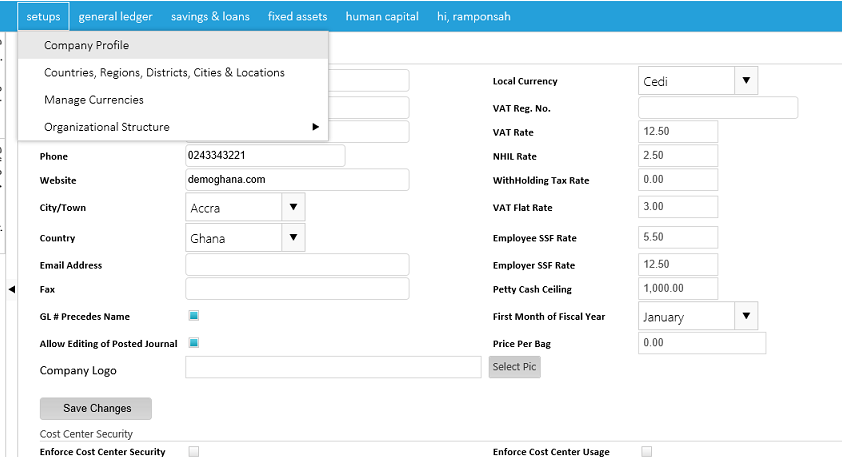 setups general ledger savings & loans fixed assets human capital hi, ramponsah
Company Profile
Countries, Regions, Districts, Cities & Locations
Manage Currencies
Organizational Structure
Local Currency Cedi
VAT Reg. No.
VAT Rate 12.50
Phone 0243343221 NHIL Rate 2.50
Website demoghana.com WithHolding Tax Rate 0.00
City/Town Accra VAT Flat Rate 3.00
Country Ghana Employee SSF Rate 5.50
Email Address Employer SSF Rate 12.50
Fax Petty Cash Ceiling 1,000.00
GL # Precedes Name First Month of Fiscal Year January
Allow Editing of Posted Journal Price Per Bag 0.00
Company Logo Select Pic
Save Changes
Cost Center Security
Enforce Cost Center Security Enforce Cost Center Usage